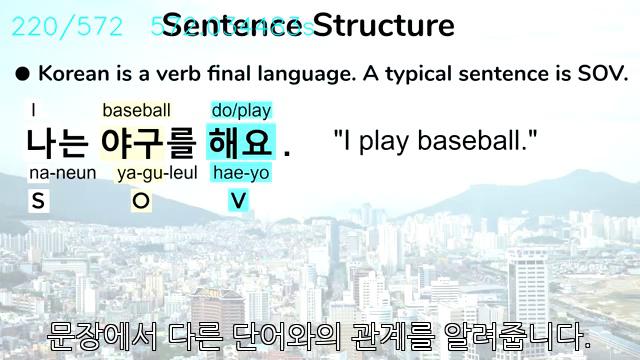 220/572
Sentence Structure
● Korean is a verb final language. A typical sentence is SOV.
I baseball do/play
나는 야구를 해요. "I play baseball."
na-neun ya-gu-leul hae-yo
S O V
문장에서 다른 단어와의 관계를 알려줍니다.